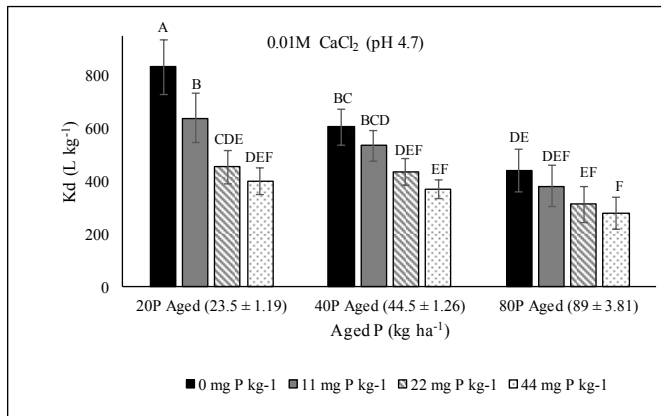 0.01M CaCl₂ (pH 4.7)
A
B
CDE
DEF
BC
BCD
DEF
EF
DE
DEF
EF
F
Kd (L kg⁻¹)
800
600
400
200
0
20P Aged (23.5 ± 1.19) 40P Aged (44.5 ± 1.26) 80P Aged (89 ± 3.81)
Aged P (kg ha⁻¹)
0 mg P kg-1 11 mg P kg-1 22 mg P kg-1 44 mg P kg-1